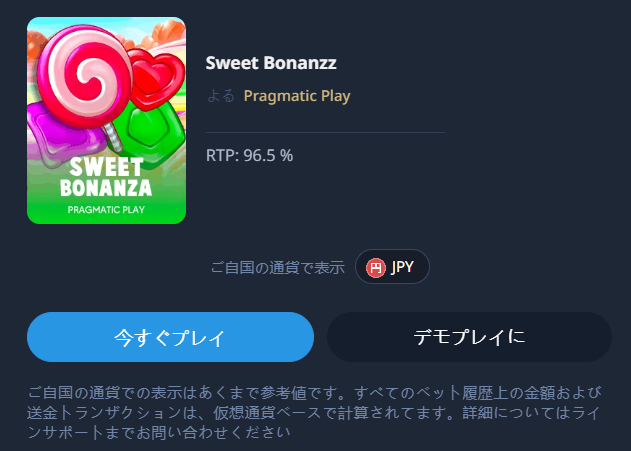 Sweet Bonanzz
よる Pragmatic Play
RTP: 96.5 %
SWEET
BONANZA
PRAGMATIC PLAY
ご自国の通貨で表示 円 JPY
今すぐプレイ デモプレイに
ご自国の通貨での表示はあくまで参考値です。すべてのベット履歴上の金額および
送金トランザクションは、仮想通貨ベースで計算されてます。詳細についてはライ
ンサポートまでお問い合わせください